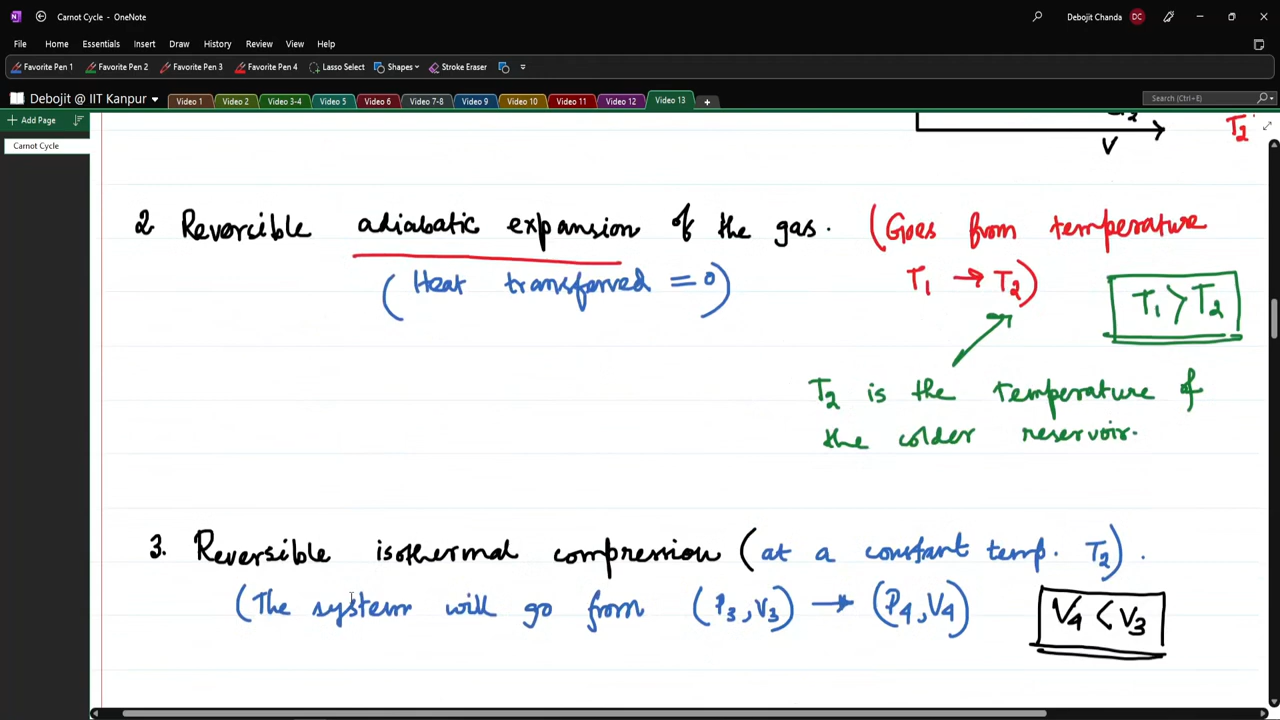 Carnot Cycle - OneNote
Debojit Chanda DC
File Home Essentials Insert Draw History Review View Help
Favorite Pen 1 Favorite Pen 2 Favorite Pen 3 Favorite Pen 4 Lasso Select Shapes Stroke Eraser
Debojit @ IIT Kanpur Video 1 Video 2 Video 3-4 Video 5 Video 6 Video 7-8 Video 9 Video 10 Video 11 Video 12 Video 13 Search (Ctrl+E)
Add Page
Carnot Cycle
T₂
V
2 Reversible adiabatic expansion of the gas. (Goes from temperature
(Heat transferred = 0) T₁ → T₂) T₁ > T₂
T₂ is the temperature of
the colder reservoir.
3. Reversible isothermal compression (at a constant temp. T₂).
(The system will go from (P₃, V₃) → (P₄, V₄) V₄ < V₃